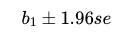 b₁ ± 1.96se